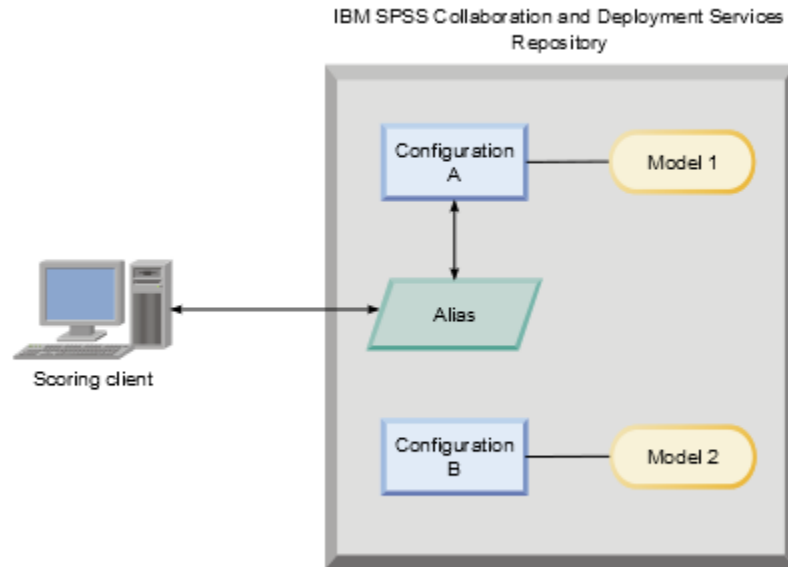 IBM SPSS Collaboration and Deployment Services
Repository
Configuration
A
Model 1
Alias
Scoring client
Configuration
B
Model 2